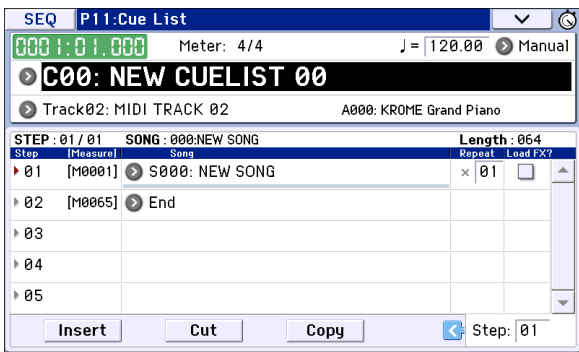 SEQ P11:Cue List
0001:01.000 Meter: 4/4 ♩= 120.00 Manual
C00: NEW CUELIST 00
Track02: MIDI TRACK 02 A000: KROME Grand Piano
STEP : 01 / 01 SONG : 000:NEW SONG Length : 064
Step [Measure] Song Repeat Load FX?
01 [M0001] S000: NEW SONG × 01
02 [M0065] End
03
04
05
Insert Cut Copy Step: 01